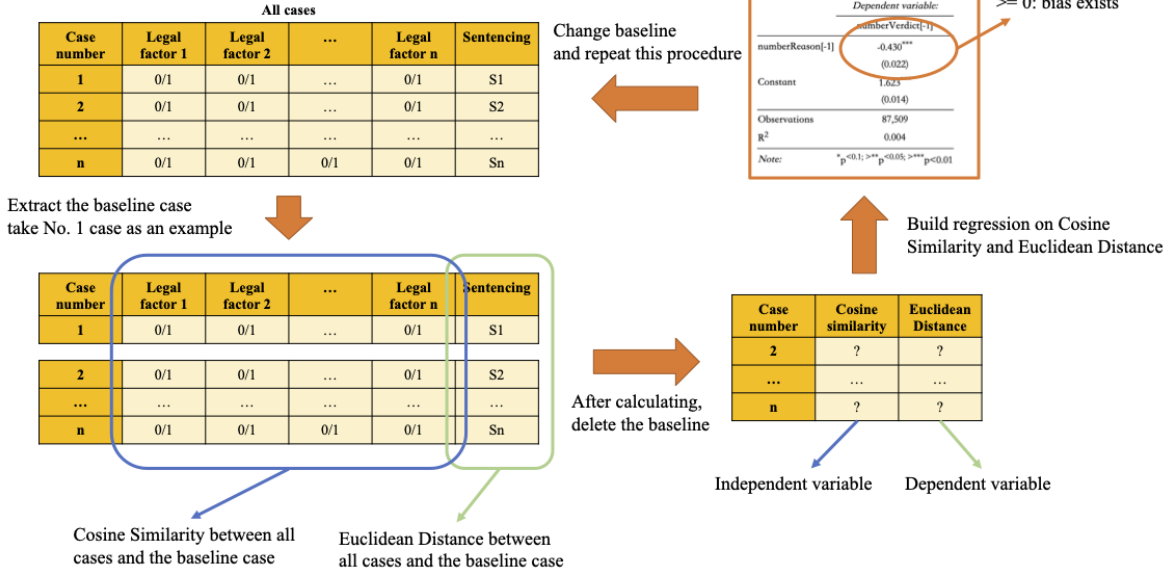 All cases
Case number | Legal factor 1 | Legal factor 2 | ... | Legal factor n | Sentencing
1 | 0/1 | 0/1 | ... | 0/1 | S1
2 | 0/1 | 0/1 | ... | 0/1 | S2
... | ... | ... | ... | ... | ...
n | 0/1 | 0/1 | 0/1 | 0/1 | Sn
Change baseline
and repeat this procedure
Dependent variable:
numberVerdict[-1]
numberReason[-1] -0.430***
(0.022)
Constant 1.623
(0.014)
Observations 87,509
R2 0.004
Note: *p<0.1; >**p<0.05; >***p<0.01
>= 0: bias exists
Extract the baseline case
take No. 1 case as an example
Build regression on Cosine
Similarity and Euclidean Distance
Case number | Legal factor 1 | Legal factor 2 | ... | Legal factor n | Sentencing
1 | 0/1 | 0/1 | ... | 0/1 | S1
2 | 0/1 | 0/1 | ... | 0/1 | S2
... | ... | ... | ... | ... | ...
n | 0/1 | 0/1 | 0/1 | 0/1 | Sn
After calculating,
delete the baseline
Case number | Cosine similarity | Euclidean Distance
2 | ? | ?
... | ... | ...
n | ? | ?
Independent variable
Dependent variable
Cosine Similarity between all
cases and the baseline case
Euclidean Distance between
all cases and the baseline case